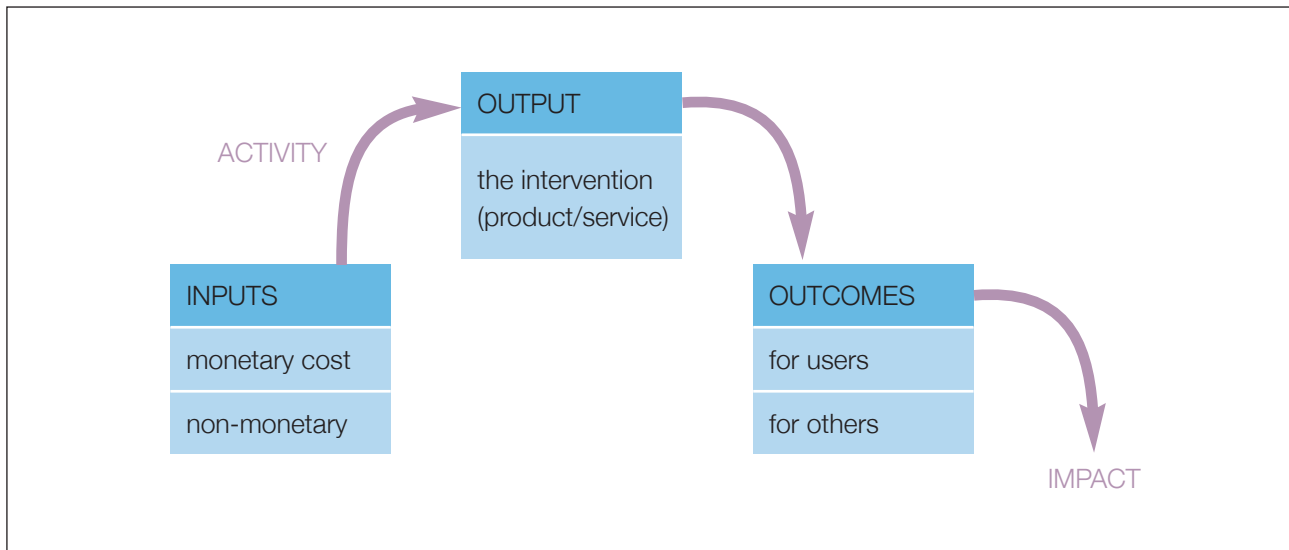 ACTIVITY
OUTPUT
the intervention
(product/service)
INPUTS
monetary cost
non-monetary
OUTCOMES
for users
for others
IMPACT